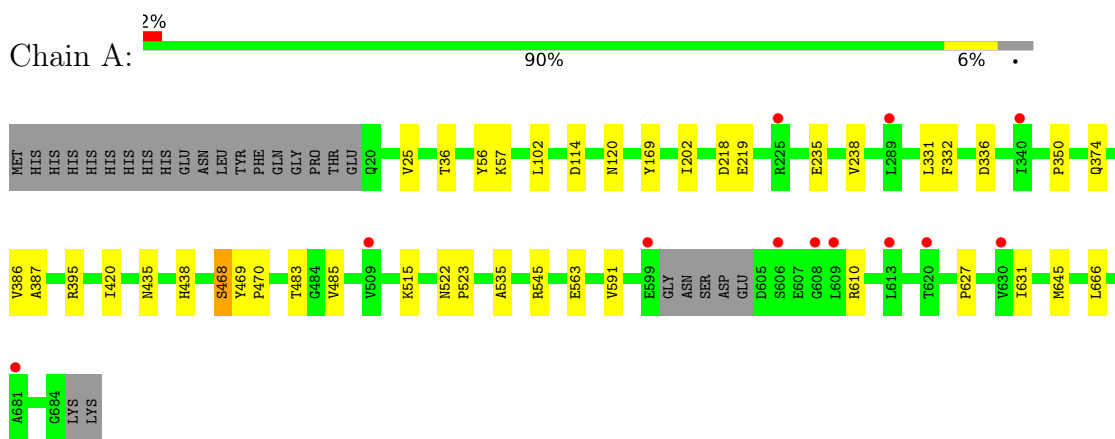 2%
Chain A:
90% 6% •
MET HIS HIS HIS HIS HIS HIS HIS HIS GLU ASN LEU TYR PHE GLN GLY PRO THR GLU Q20 V25 T36 Y56 K57 L102 D114 N120 Y169 I202 D218 E219 R225 E235 V238 L289 L331 F332 D336 I340 P350 Q374
V386 A387 R395 I420 N435 H438 S468 Y469 P470 T483 G484 V485 V509 K515 N522 P523 A535 R545 E563 V591 E599 GLY ASN SER ASP GLU D605 S606 E607 G608 L609 R610 L613 T620 P627 V630 I631 M645 L666
A681 G684 LYS LYS